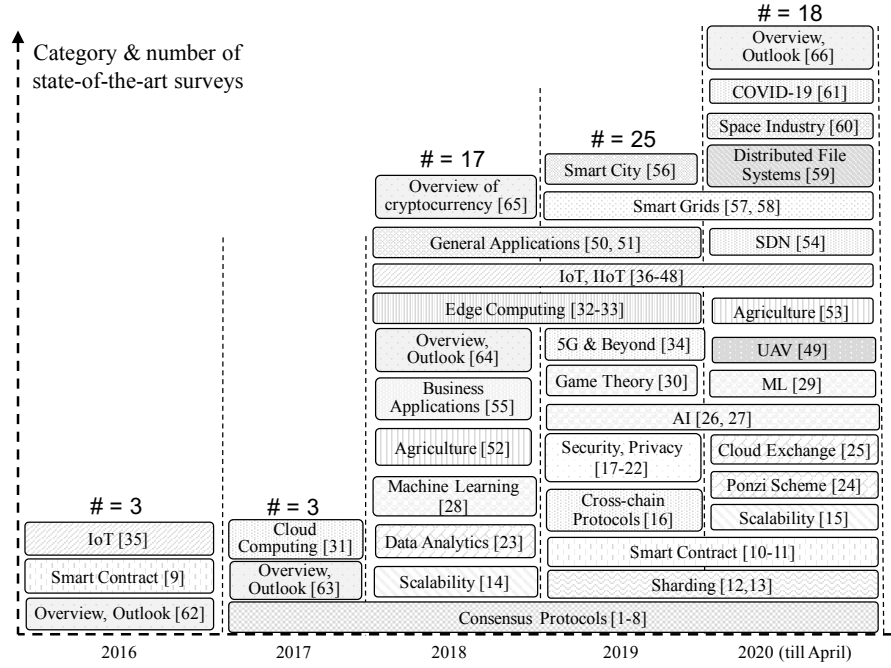 # = 18
Category & number of
state-of-the-art surveys
Overview,
Outlook [66]
COVID-19 [61]
Space Industry [60]
# = 25
Distributed File
Systems [59]
# = 17
Smart City [56]
Overview of
cryptocurrency [65]
Smart Grids [57, 58]
General Applications [50, 51]
SDN [54]
IoT, IIoT [36-48]
Edge Computing [32-33]
Agriculture [53]
Overview,
Outlook [64]
5G & Beyond [34]
UAV [49]
Business
Applications [55]
Game Theory [30]
ML [29]
AI [26, 27]
Agriculture [52]
Security, Privacy
[17-22]
Cloud Exchange [25]
Machine Learning
[28]
Ponzi Scheme [24]
# = 3
# = 3
Cross-chain
Protocols [16]
Scalability [15]
IoT [35]
Cloud
Computing [31]
Data Analytics [23]
Smart Contract [10-11]
Smart Contract [9]
Overview,
Outlook [63]
Scalability [14]
Sharding [12,13]
Overview, Outlook [62]
Consensus Protocols [1-8]
2016
2017
2018
2019
2020 (till April)